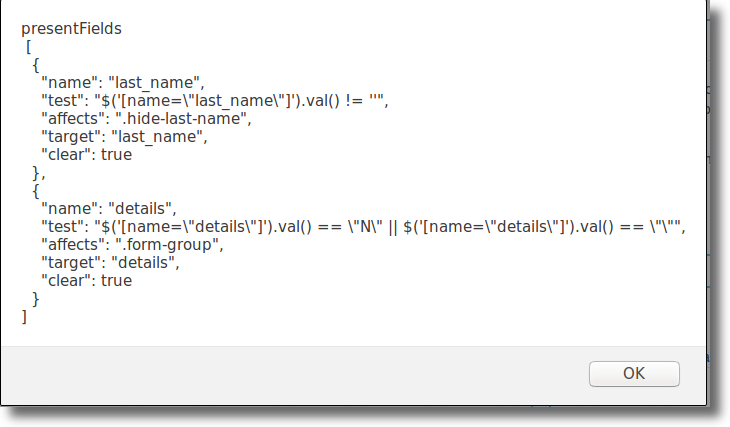 presentFields
[
{
"name": "last_name",
"test": "$('[name=\"last_name\"]').val() != ''",
"affects": ".hide-last-name",
"target": "last_name",
"clear": true
},
{
"name": "details",
"test": "$('[name=\"details\"]').val() == \"N\" || $('[name=\"details\"]').val() == \"\"",
"affects": ".form-group",
"target": "details",
"clear": true
}
]
OK